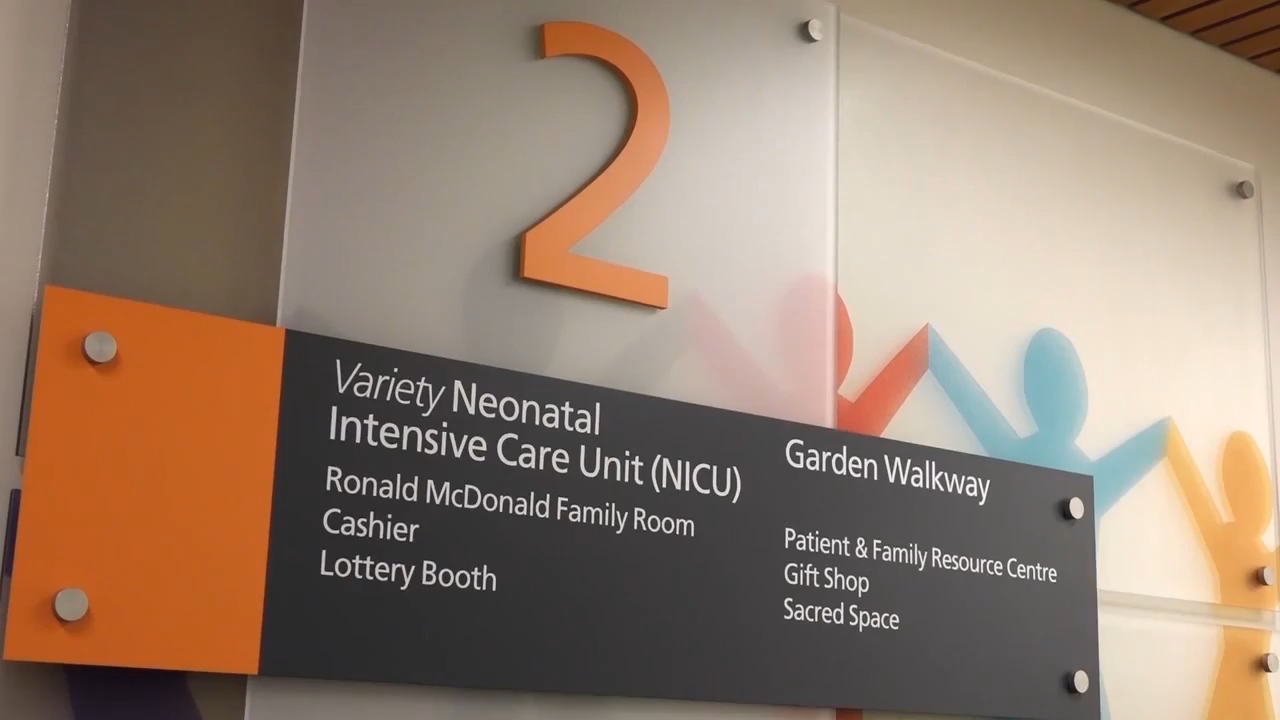 2
Variety Neonatal
Intensive Care Unit (NICU)
Ronald McDonald Family Room
Cashier
Lottery Booth
Garden Walkway
Patient & Family Resource Centre
Gift Shop
Sacred Space